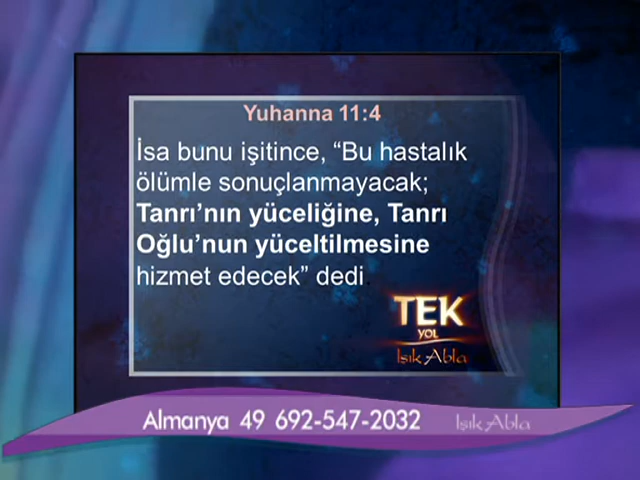 Yuhanna 11:4
İsa bunu işitince, “Bu hastalık
ölümle sonuçlanmayacak;
Tanrı’nın yüceliğine, Tanrı
Oğlu’nun yüceltilmesine
hizmet edecek” dedi.
TEK
YOL
Işık Abla
Almanya 49 692-547-2032 Işık Abla